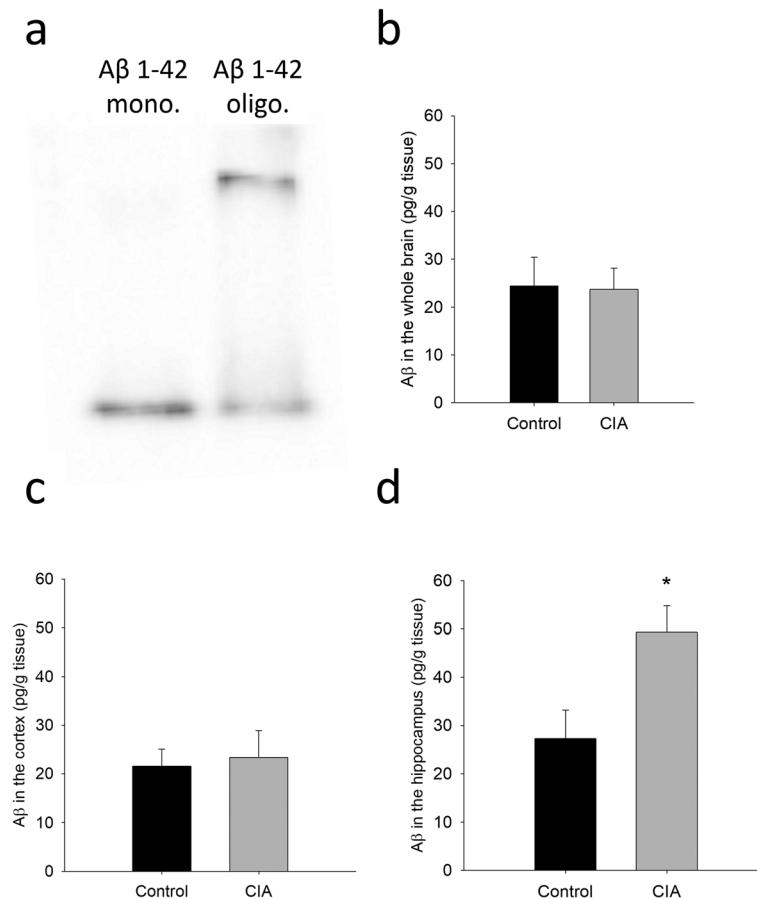 a
Aβ 1-42 Aβ 1-42
mono. oligo.
b
Aβ in the whole brain (pg/g tissue)
60
50
40
30
20
10
0
Control CIA
c
Aβ in the cortex (pg/g tissue)
60
50
40
30
20
10
0
Control CIA
d
Aβ in the hippocampus (pg/g tissue)
60
50
40
30
20
10
0
*
Control CIA